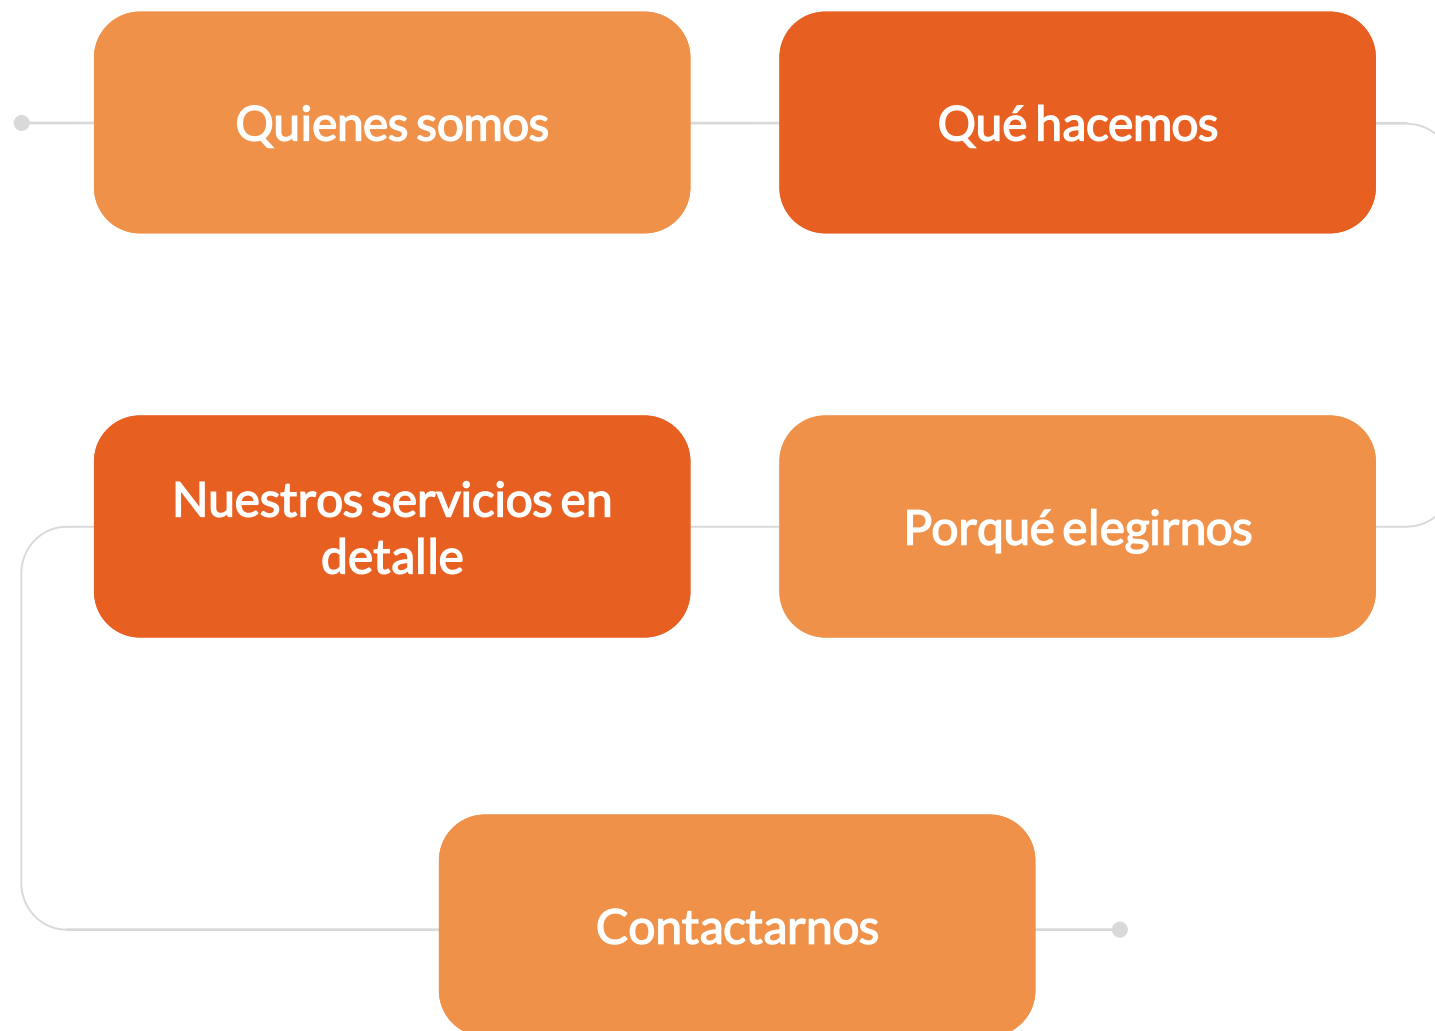 Quienes somos
Qué hacemos
Nuestros servicios en
detalle
Porqué elegirnos
Contactarnos